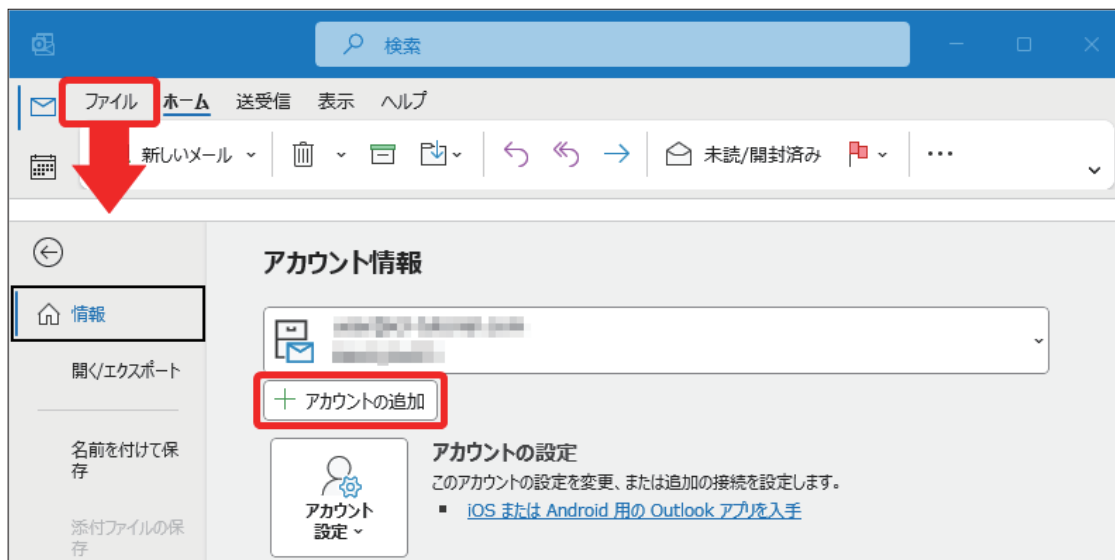 検索
ファイル ホーム 送受信 表示 ヘルプ
新しいメール 未読/開封済み
アカウント情報
情報
開く/エクスポート
アカウントの追加
名前を付けて保
存
アカウントの設定
このアカウントの設定を変更、または追加の接続を設定します。
アカウント
設定
■ iOS または Android 用の Outlook アプリを入手
添付ファイルの保
存